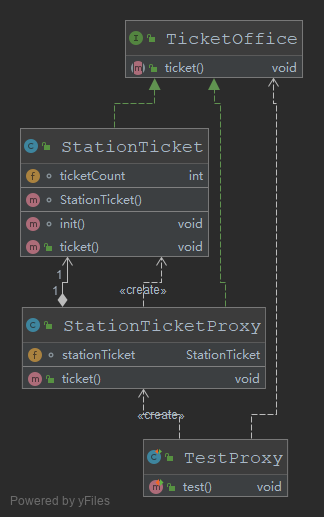 TicketOffice
ticket() void
StationTicket
ticketCount int
StationTicket()
init() void
ticket() void
1
«create»
1
StationTicketProxy
stationTicket StationTicket
ticket() void
«create»
TestProxy
test() void
Powered by yFiles